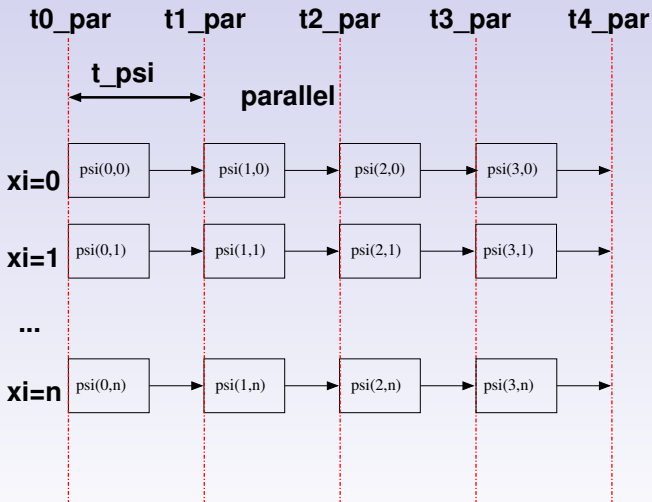 t0_par t1_par t2_par t3_par t4_par
t_psi
parallel
xi=0 psi(0,0) psi(1,0) psi(2,0) psi(3,0)
xi=1 psi(0,1) psi(1,1) psi(2,1) psi(3,1)
...
xi=n psi(0,n) psi(1,n) psi(2,n) psi(3,n)